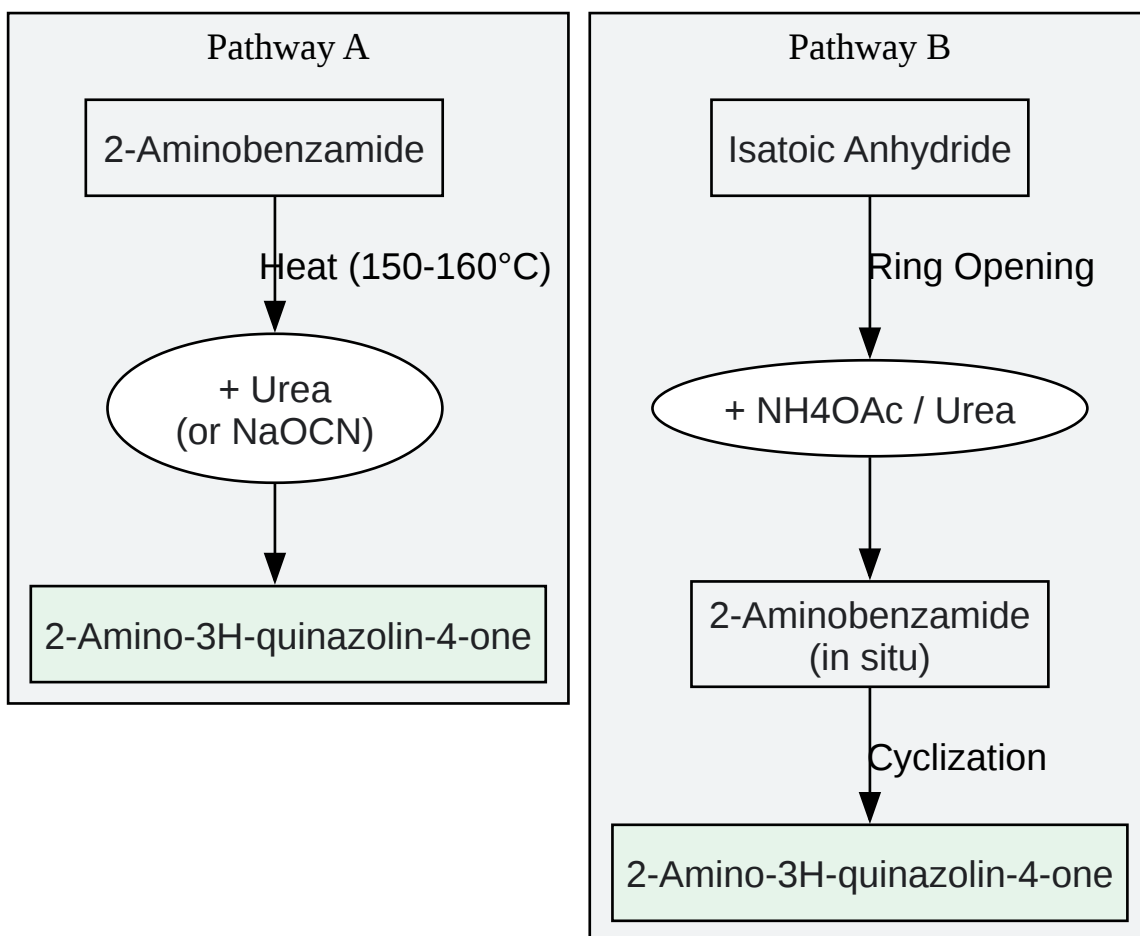 Pathway A
2-Aminobenzamide
Heat (150-160°C)
+ Urea
(or NaOCN)
2-Amino-3H-quinazolin-4-one
Pathway B
Isatoic Anhydride
Ring Opening
+ NH4OAc / Urea
2-Aminobenzamide
(in situ)
Cyclization
2-Amino-3H-quinazolin-4-one